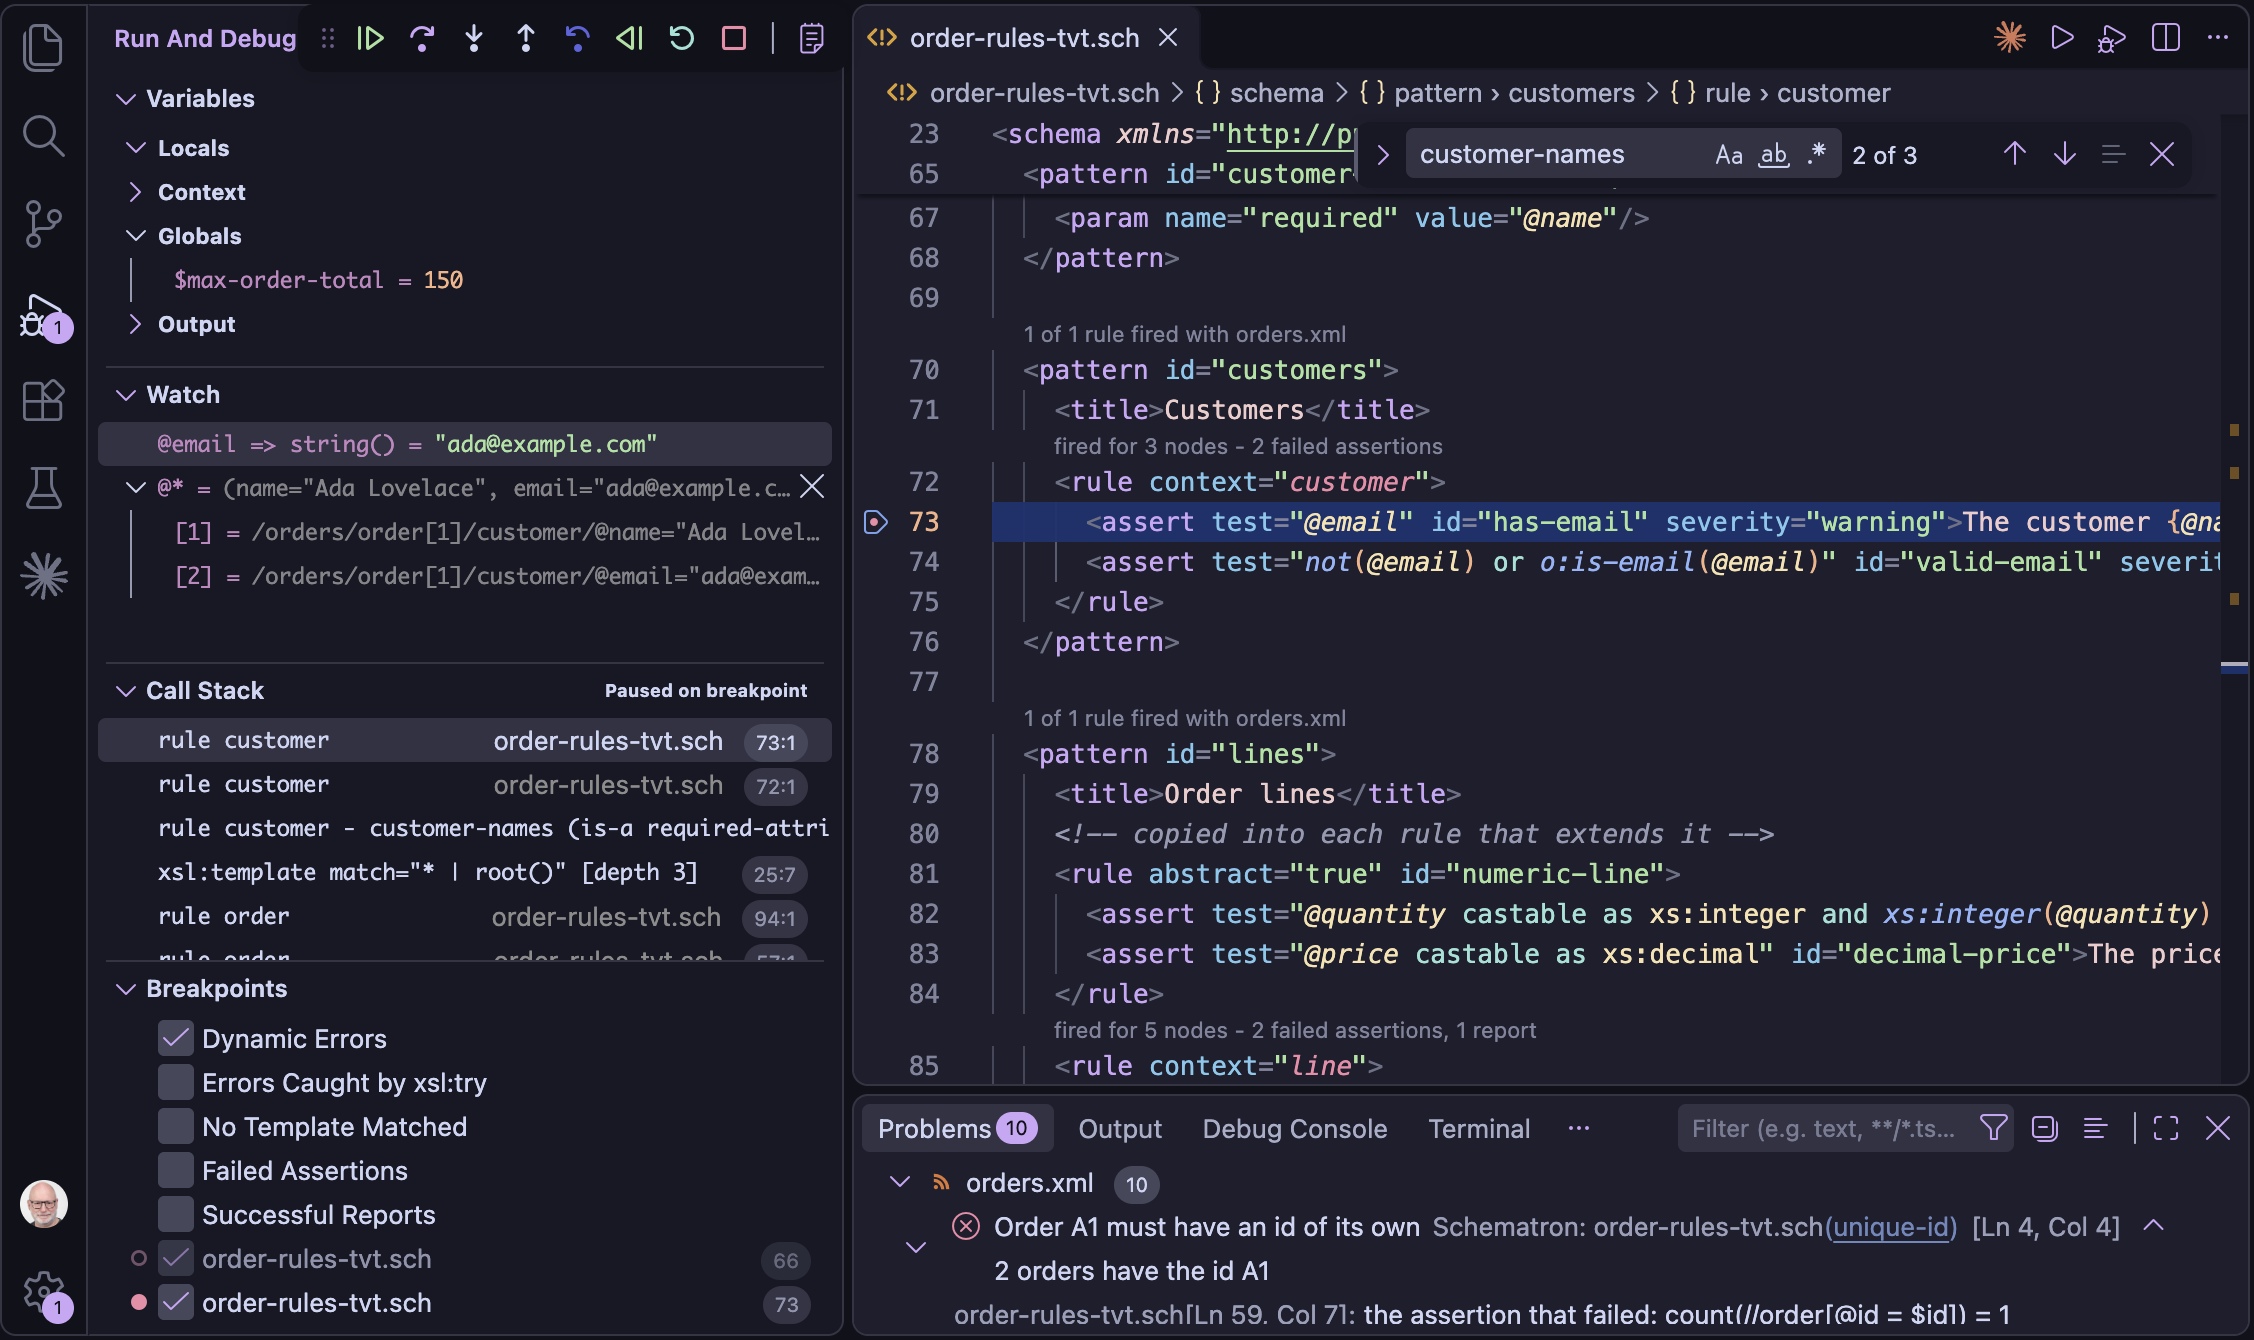 Run And Debug
Variables
Locals
Context
Globals
$max-order-total = 150
Output
Watch
@email => string() = "ada@example.com"
@* = (name="Ada Lovelace", email="ada@example.c…
[1] = /orders/order[1]/customer/@name="Ada Lovel…
[2] = /orders/order[1]/customer/@email="ada@exam…
Call Stack Paused on breakpoint
rule customer order-rules-tvt.sch 73:1
rule customer order-rules-tvt.sch 72:1
rule customer - customer-names (is-a required-attri
xsl:template match="* | root()" [depth 3] 25:7
rule order order-rules-tvt.sch 94:1
rule order order-rules-tvt.sch 57:1
Breakpoints
Dynamic Errors
Errors Caught by xsl:try
No Template Matched
Failed Assertions
Successful Reports
order-rules-tvt.sch 66
order-rules-tvt.sch 73
1
1
order-rules-tvt.sch
order-rules-tvt.sch > {} schema > {} pattern › customers > {} rule › customer
customer-names Aa ab .* 2 of 3
23 <schema xmlns="http://p
65 <pattern id="customer
67 <param name="required" value="@name"/>
68 </pattern>
69
1 of 1 rule fired with orders.xml
70 <pattern id="customers">
71 <title>Customers</title>
fired for 3 nodes - 2 failed assertions
72 <rule context="customer">
73 <assert test="@email" id="has-email" severity="warning">The customer {@na
74 <assert test="not(@email) or o:is-email(@email)" id="valid-email" severit
75 </rule>
76 </pattern>
77
1 of 1 rule fired with orders.xml
78 <pattern id="lines">
79 <title>Order lines</title>
80 <!-- copied into each rule that extends it -->
81 <rule abstract="true" id="numeric-line">
82 <assert test="@quantity castable as xs:integer and xs:integer(@quantity)
83 <assert test="@price castable as xs:decimal" id="decimal-price">The price
84 </rule>
fired for 5 nodes - 2 failed assertions, 1 report
85 <rule context="line">
Problems 10 Output Debug Console Terminal Filter (e.g. text, **/*.ts…
orders.xml 10
Order A1 must have an id of its own Schematron: order-rules-tvt.sch(unique-id) [Ln 4, Col 4]
2 orders have the id A1
order-rules-tvt.sch[Ln 59, Col 7]: the assertion that failed: count(//order[@id = $id]) = 1